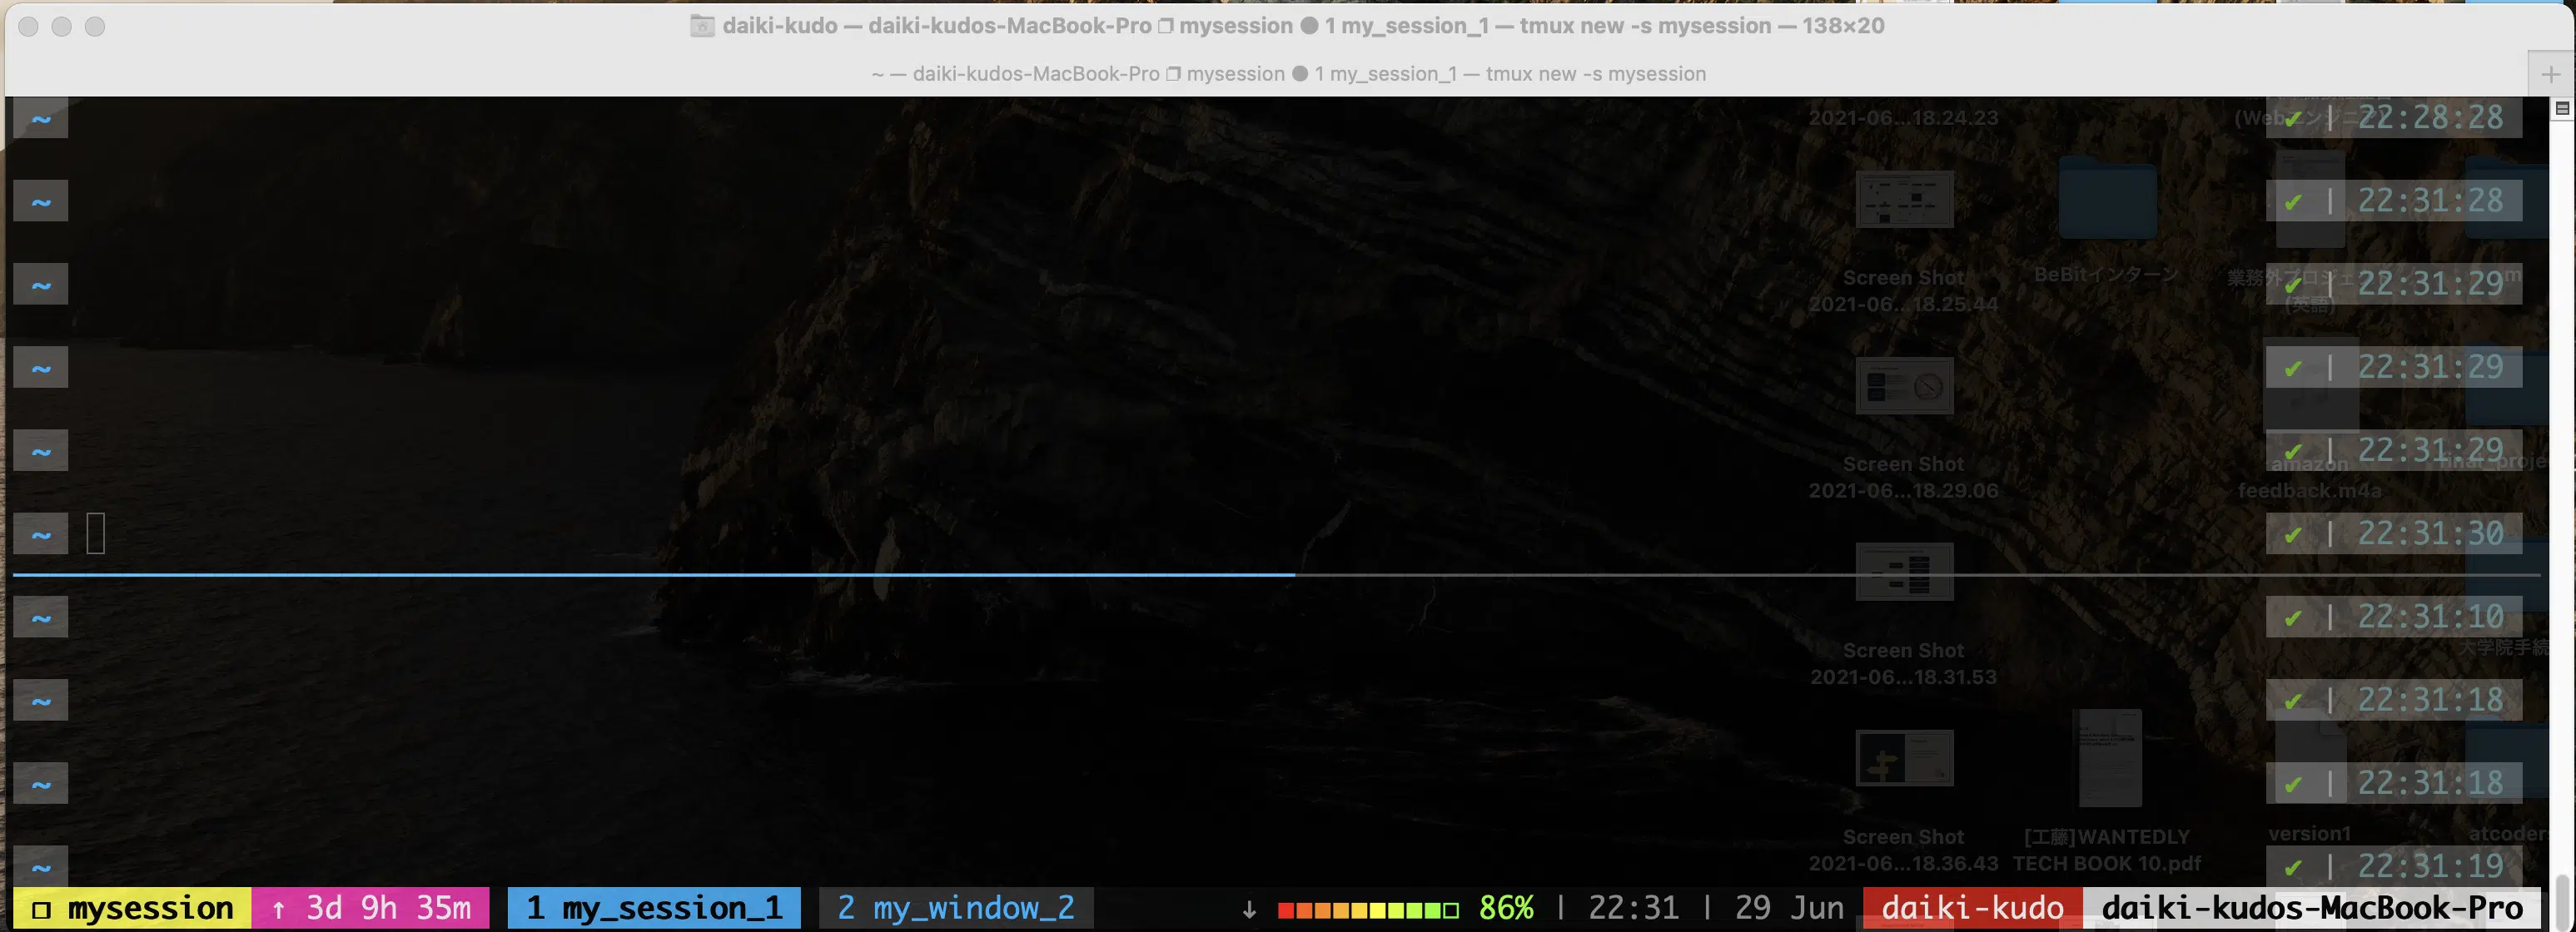 daiki-kudo — daiki-kudos-MacBook-Pro ❐ mysession ● 1 my_session_1 — tmux new -s mysession — 138×20
~ — daiki-kudos-MacBook-Pro ❐ mysession ● 1 my_session_1 — tmux new -s mysession
~ ✔ | 22:28:28
2021-06...18.24.23
~ ✔ | 22:31:28
Screen Shot
2021-06...18.25.44
BeBitインターン
(英語)
~ ✔ | 22:31:29
~ ✔ | 22:31:29
Screen Shot
2021-06...18.29.06
amazon
feedback.m4a
~ ✔ | 22:31:29
~ ✔ | 22:31:30
~ ✔ | 22:31:10
Screen Shot
2021-06...18.31.53
大学院手続
~ ✔ | 22:31:18
~ ✔ | 22:31:18
Screen Shot
2021-06...18.36.43
[工藤]WANTEDLY
TECH BOOK 10.pdf
version1
atcoder
~ ✔ | 22:31:19
❐ mysession ↑ 3d 9h 35m 1 my_session_1 2 my_window_2 ↓ 86% | 22:31 | 29 Jun daiki-kudo daiki-kudos-MacBook-Pro